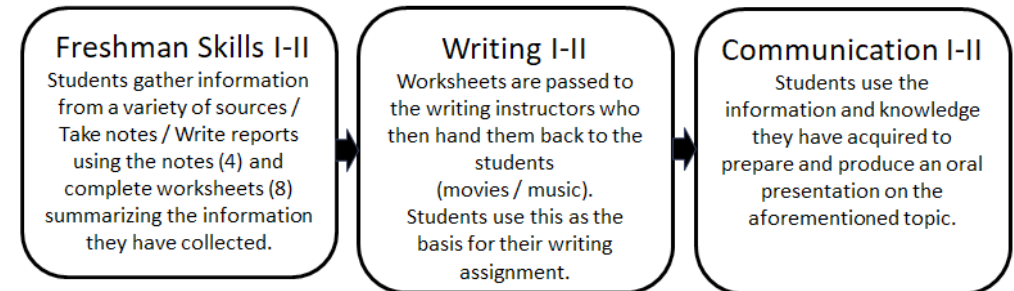 Freshman Skills I-II
Students gather information
from a variety of sources /
Take notes / Write reports
using the notes (4) and
complete worksheets (8)
summarizing the information
they have collected.
Writing I-II
Worksheets are passed to
the writing instructors who
then hand them back to the
students
(movies / music).
Students use this as the
basis for their writing
assignment.
Communication I-II
Students use the
information and knowledge
they have acquired to
prepare and produce an oral
presentation on the
aforementioned topic.